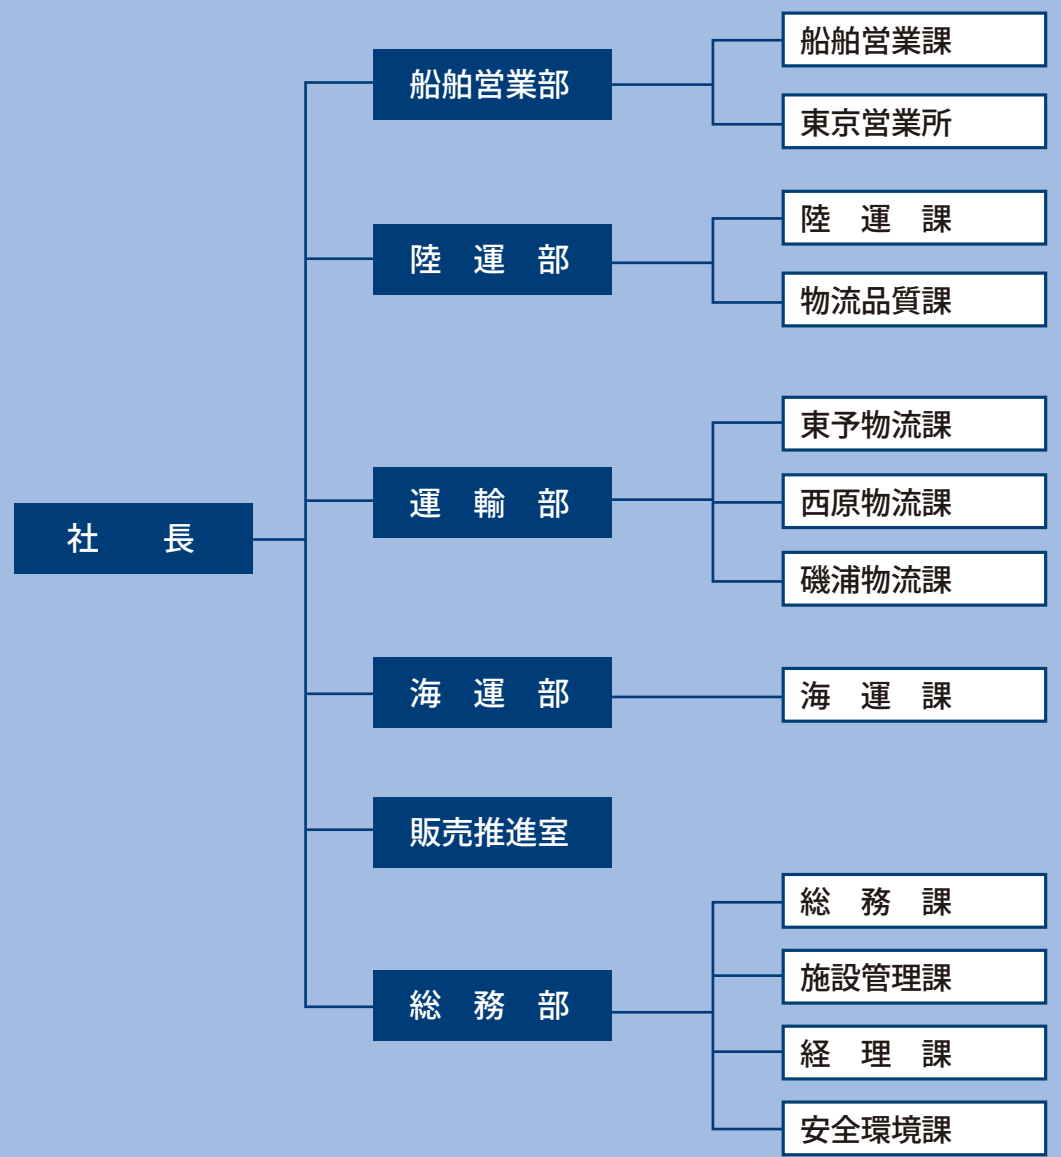 社　　長
船舶営業部
船舶営業課
東京営業所
陸　運　部
陸　運　課
物流品質課
運　輸　部
東予物流課
西原物流課
磯浦物流課
海　運　部
海　運　課
販売推進室
総　務　部
総　務　課
施設管理課
経　理　課
安全環境課